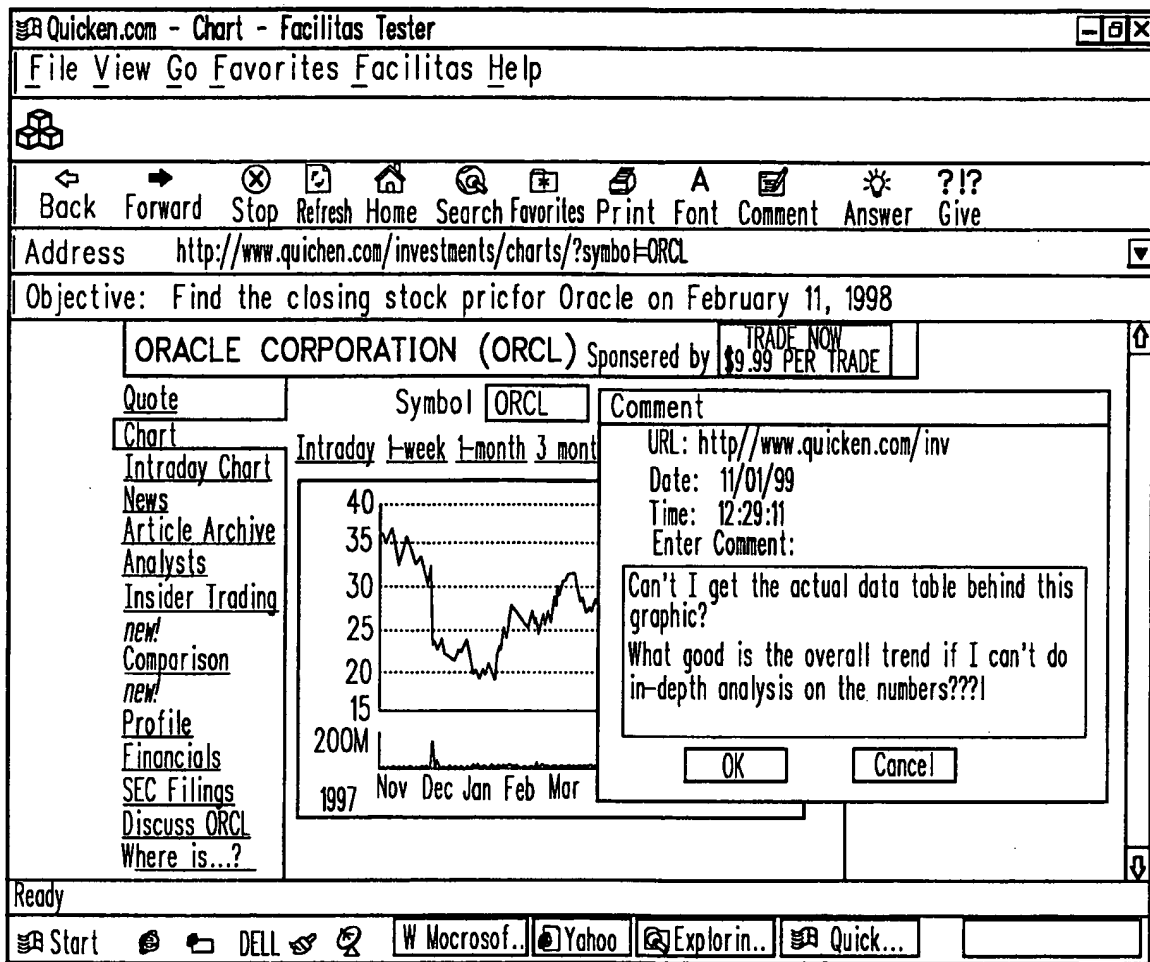 Quicken.com - Chart - Facilitas Tester
File View Go Favorites Facilitas Help
Back Forward Stop Refresh Home Search Favorites Print Font Comment Answer ?!? Give
Address http://www.quichen.com/investments/charts/?symbol=ORCL
Objective: Find the closing stock pricfor Oracle on February 11, 1998
ORACLE CORPORATION (ORCL) Sponsered by TRADE NOW $9.99 PER TRADE
Quote
Chart
Intraday Chart
News
Article Archive
Analysts
Insider Trading
new!
Comparison
new!
Profile
Financials
SEC Filings
Discuss ORCL
Where is...?
Symbol ORCL
Intraday 1-week 1-month 3 mont
40
35
30
25
20
15
200M
Nov Dec Jan Feb Mar
1997
Comment
URL: http//www.quicken.com/inv
Date: 11/01/99
Time: 12:29:11
Enter Comment:
Can't I get the actual data table behind this
graphic?
What good is the overall trend if I can't do
in-depth analysis on the numbers???
OK Cancel
Ready
Start DELL W Mocrosof.. Yahoo Explorin.. Quick...